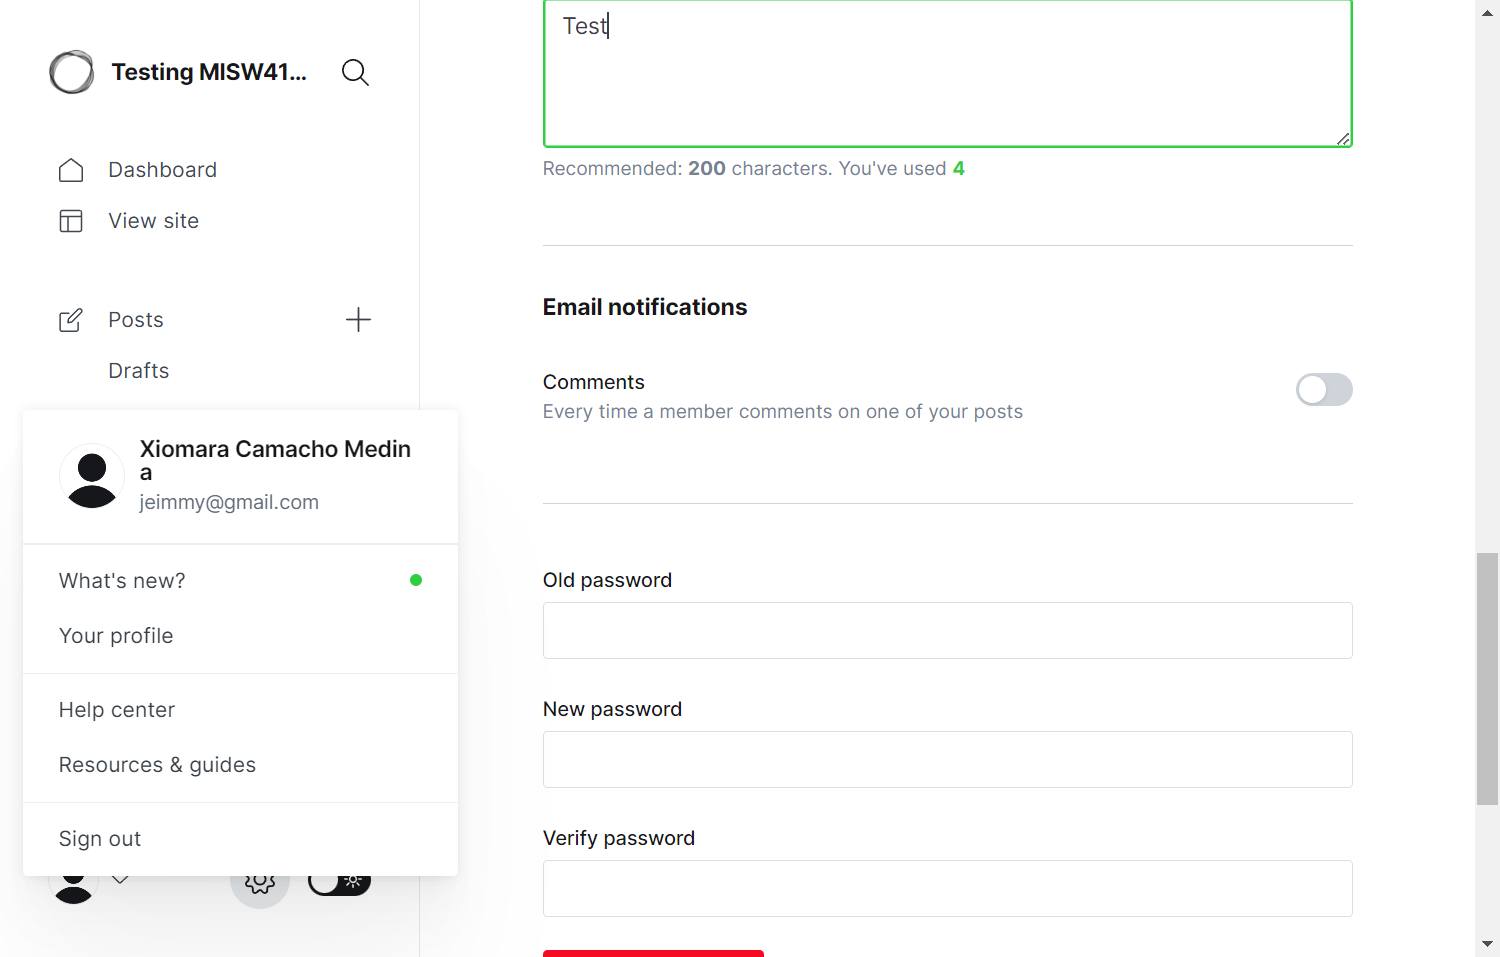 Testing MISW41...
Dashboard
View site
Posts
Drafts
Xiomara Camacho Medin
a
jeimmy@gmail.com
What's new?
Your profile
Help center
Resources & guides
Sign out
Test
Recommended: 200 characters. You've used 4
Email notifications
Comments
Every time a member comments on one of your posts
Old password
New password
Verify password